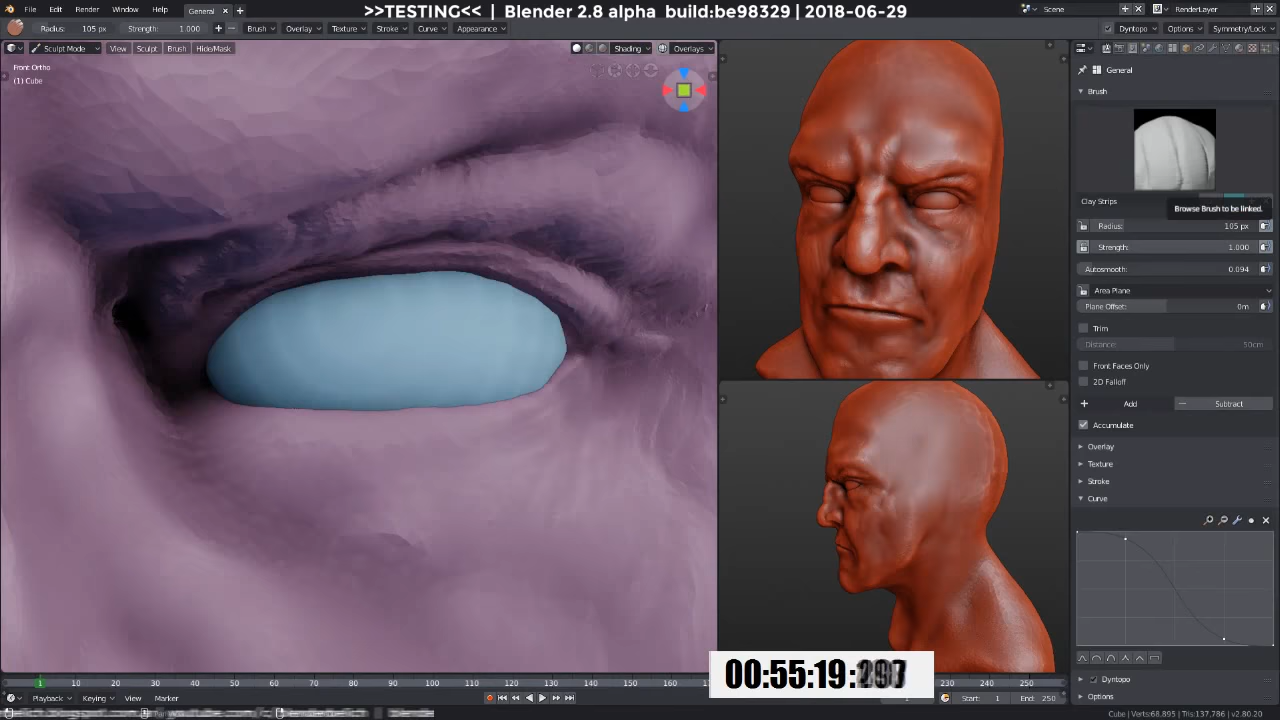 >>TESTING<< | Blender 2.8 alpha build:be98329 | 2018-06-29
File Edit Render Window Help General Scene RenderLayer
Radius: 105 px Strength: 1.000 Brush Overlay Texture Stroke Curve Appearance Dyntopo Options Symmetry/Lock
Sculpt Mode View Sculpt Brush Hide/Mask Shading Overlays
Front Ortho
(1) Cube
General
Brush
Clay Strips
Browse Brush to be linked.
Radius: 105 px
Strength: 1.000
Autosmooth: 0.094
Area Plane
Plane Offset: 0m
Trim
Distance: 50cm
Front Faces Only
2D Falloff
Add Subtract
Accumulate
Overlay
Texture
Stroke
Curve
Dyntopo
Options
00:55:19:
1 10 20 30 40 50 60 70 80 90 100 110 120 130 140 150 160 170 240 250
Playback Keying View Marker 1 Start: 1 End: 250
Cube | Verts:68,895 | Tris:137,786 | v2.80.20